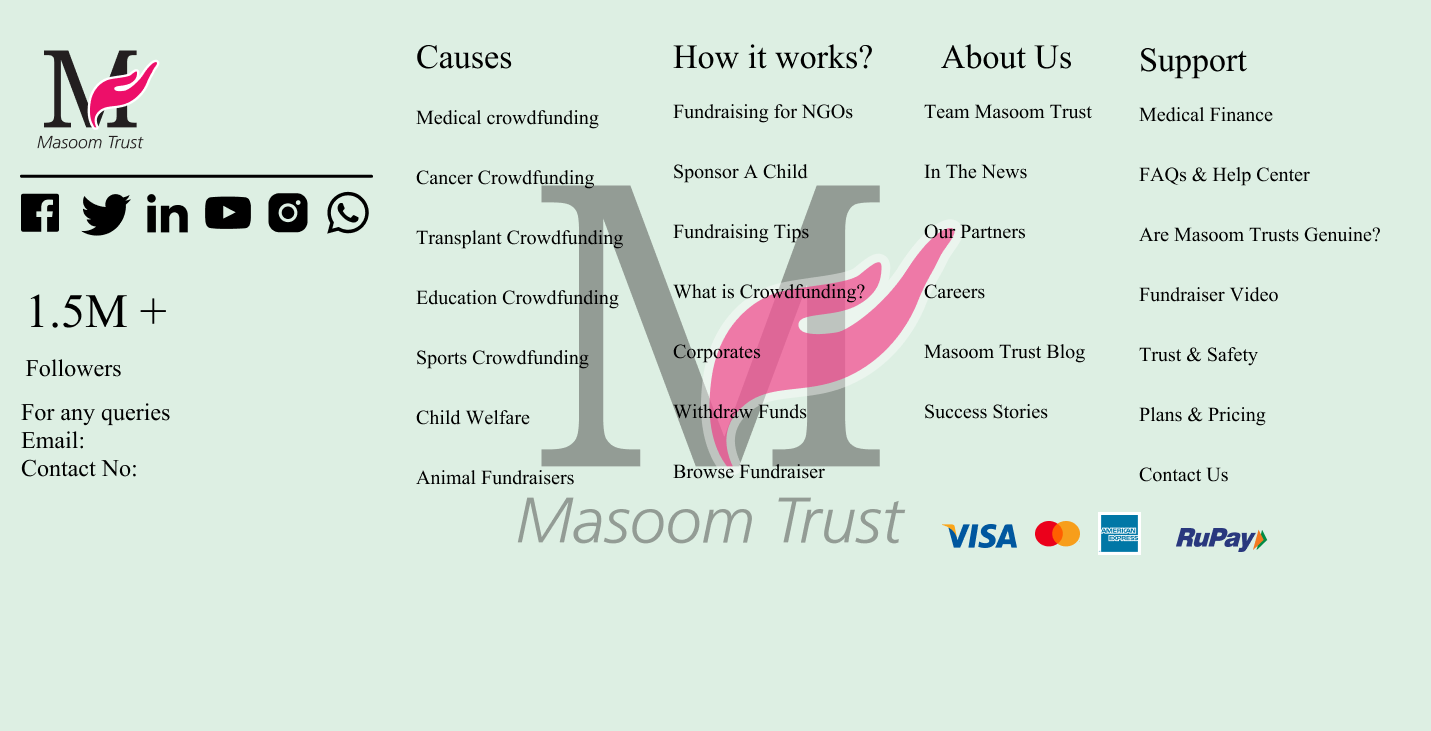 M
Masoom Trust
1.5M +
Followers
For any queries
Email:
Contact No:
Causes
Medical crowdfunding
Cancer Crowdfunding
Transplant Crowdfunding
Education Crowdfunding
Sports Crowdfunding
Child Welfare
Animal Fundraisers
How it works?
Fundraising for NGOs
Sponsor A Child
Fundraising Tips
What is Crowdfunding?
Corporates
Withdraw Funds
Browse Fundraiser
About Us
Team Masoom Trust
In The News
Our Partners
Careers
Masoom Trust Blog
Success Stories
Support
Medical Finance
FAQs & Help Center
Are Masoom Trusts Genuine?
Fundraiser Video
Trust & Safety
Plans & Pricing
Contact Us
M
Masoom Trust
VISA
AMERICAN
EXPRESS
RuPay